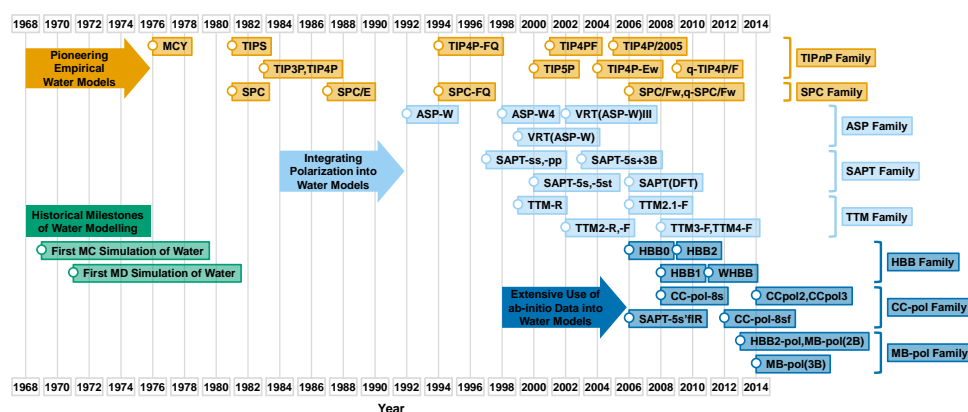 1968 1970 1972 1974 1976 1978 1980 1982 1984 1986 1988 1990 1992 1994 1996 1998 2000 2002 2004 2006 2008 2010 2012 2014
MCY TIPS TIP4P-FQ TIP4PF TIP4P/2005
Pioneering
Empirical
Water Models
TIP3P,TIP4P TIP5P TIP4P-Ew q-TIP4P/F
TIPnP Family
SPC SPC/E SPC-FQ SPC/Fw,q-SPC/Fw SPC Family
ASP-W ASP-W4 VRT(ASP-W)III
VRT(ASP-W)
ASP Family
Integrating
Polarization into
Water Models
SAPT-ss,-pp SAPT-5s+3B
SAPT-5s,-5st SAPT(DFT)
SAPT Family
Historical Milestones
of Water Modelling
TTM-R TTM2.1-F
TTM2-R,-F TTM3-F,TTM4-F
TTM Family
First MC Simulation of Water HBB0 HBB2
First MD Simulation of Water HBB1 WHBB
HBB Family
Extensive Use of
ab-initio Data into
Water Models
CC-pol-8s CCpol2,CCpol3
SAPT-5s'fIR CC-pol-8sf
CC-pol Family
HBB2-pol,MB-pol(2B)
MB-pol(3B)
MB-pol Family
1968 1970 1972 1974 1976 1978 1980 1982 1984 1986 1988 1990 1992 1994 1996 1998 2000 2002 2004 2006 2008 2010 2012 2014
Year